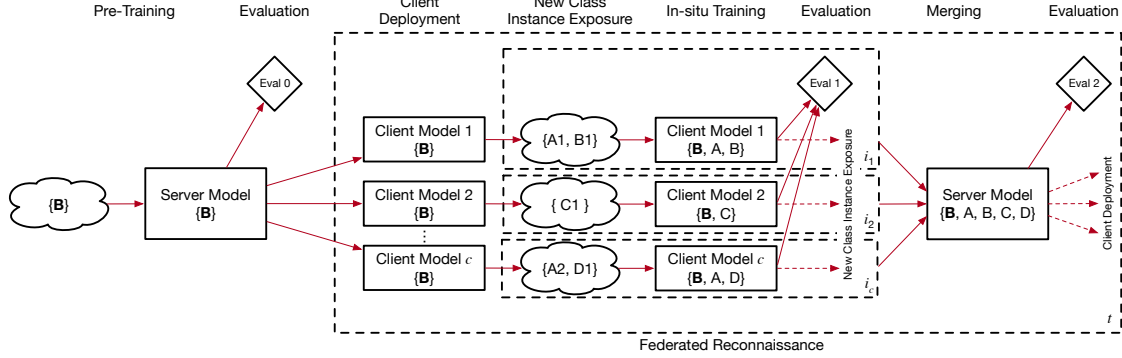 Pre-Training
Evaluation
Client
Deployment
New Class
Instance Exposure
In-situ Training
Evaluation
Merging
Evaluation
Eval 0
Eval 1
Eval 2
{B}
Server Model
{B}
Client Model 1
{B}
{A1, B1}
Client Model 1
{B, A, B}
i1
Client Model 2
{B}
{ C1 }
Client Model 2
{B, C}
i2
Client Model c
{B}
{A2, D1}
Client Model c
{B, A, D}
ic
New Class Instance Exposure
Server Model
{B, A, B, C, D}
Client Deployment
t
Federated Reconnaissance